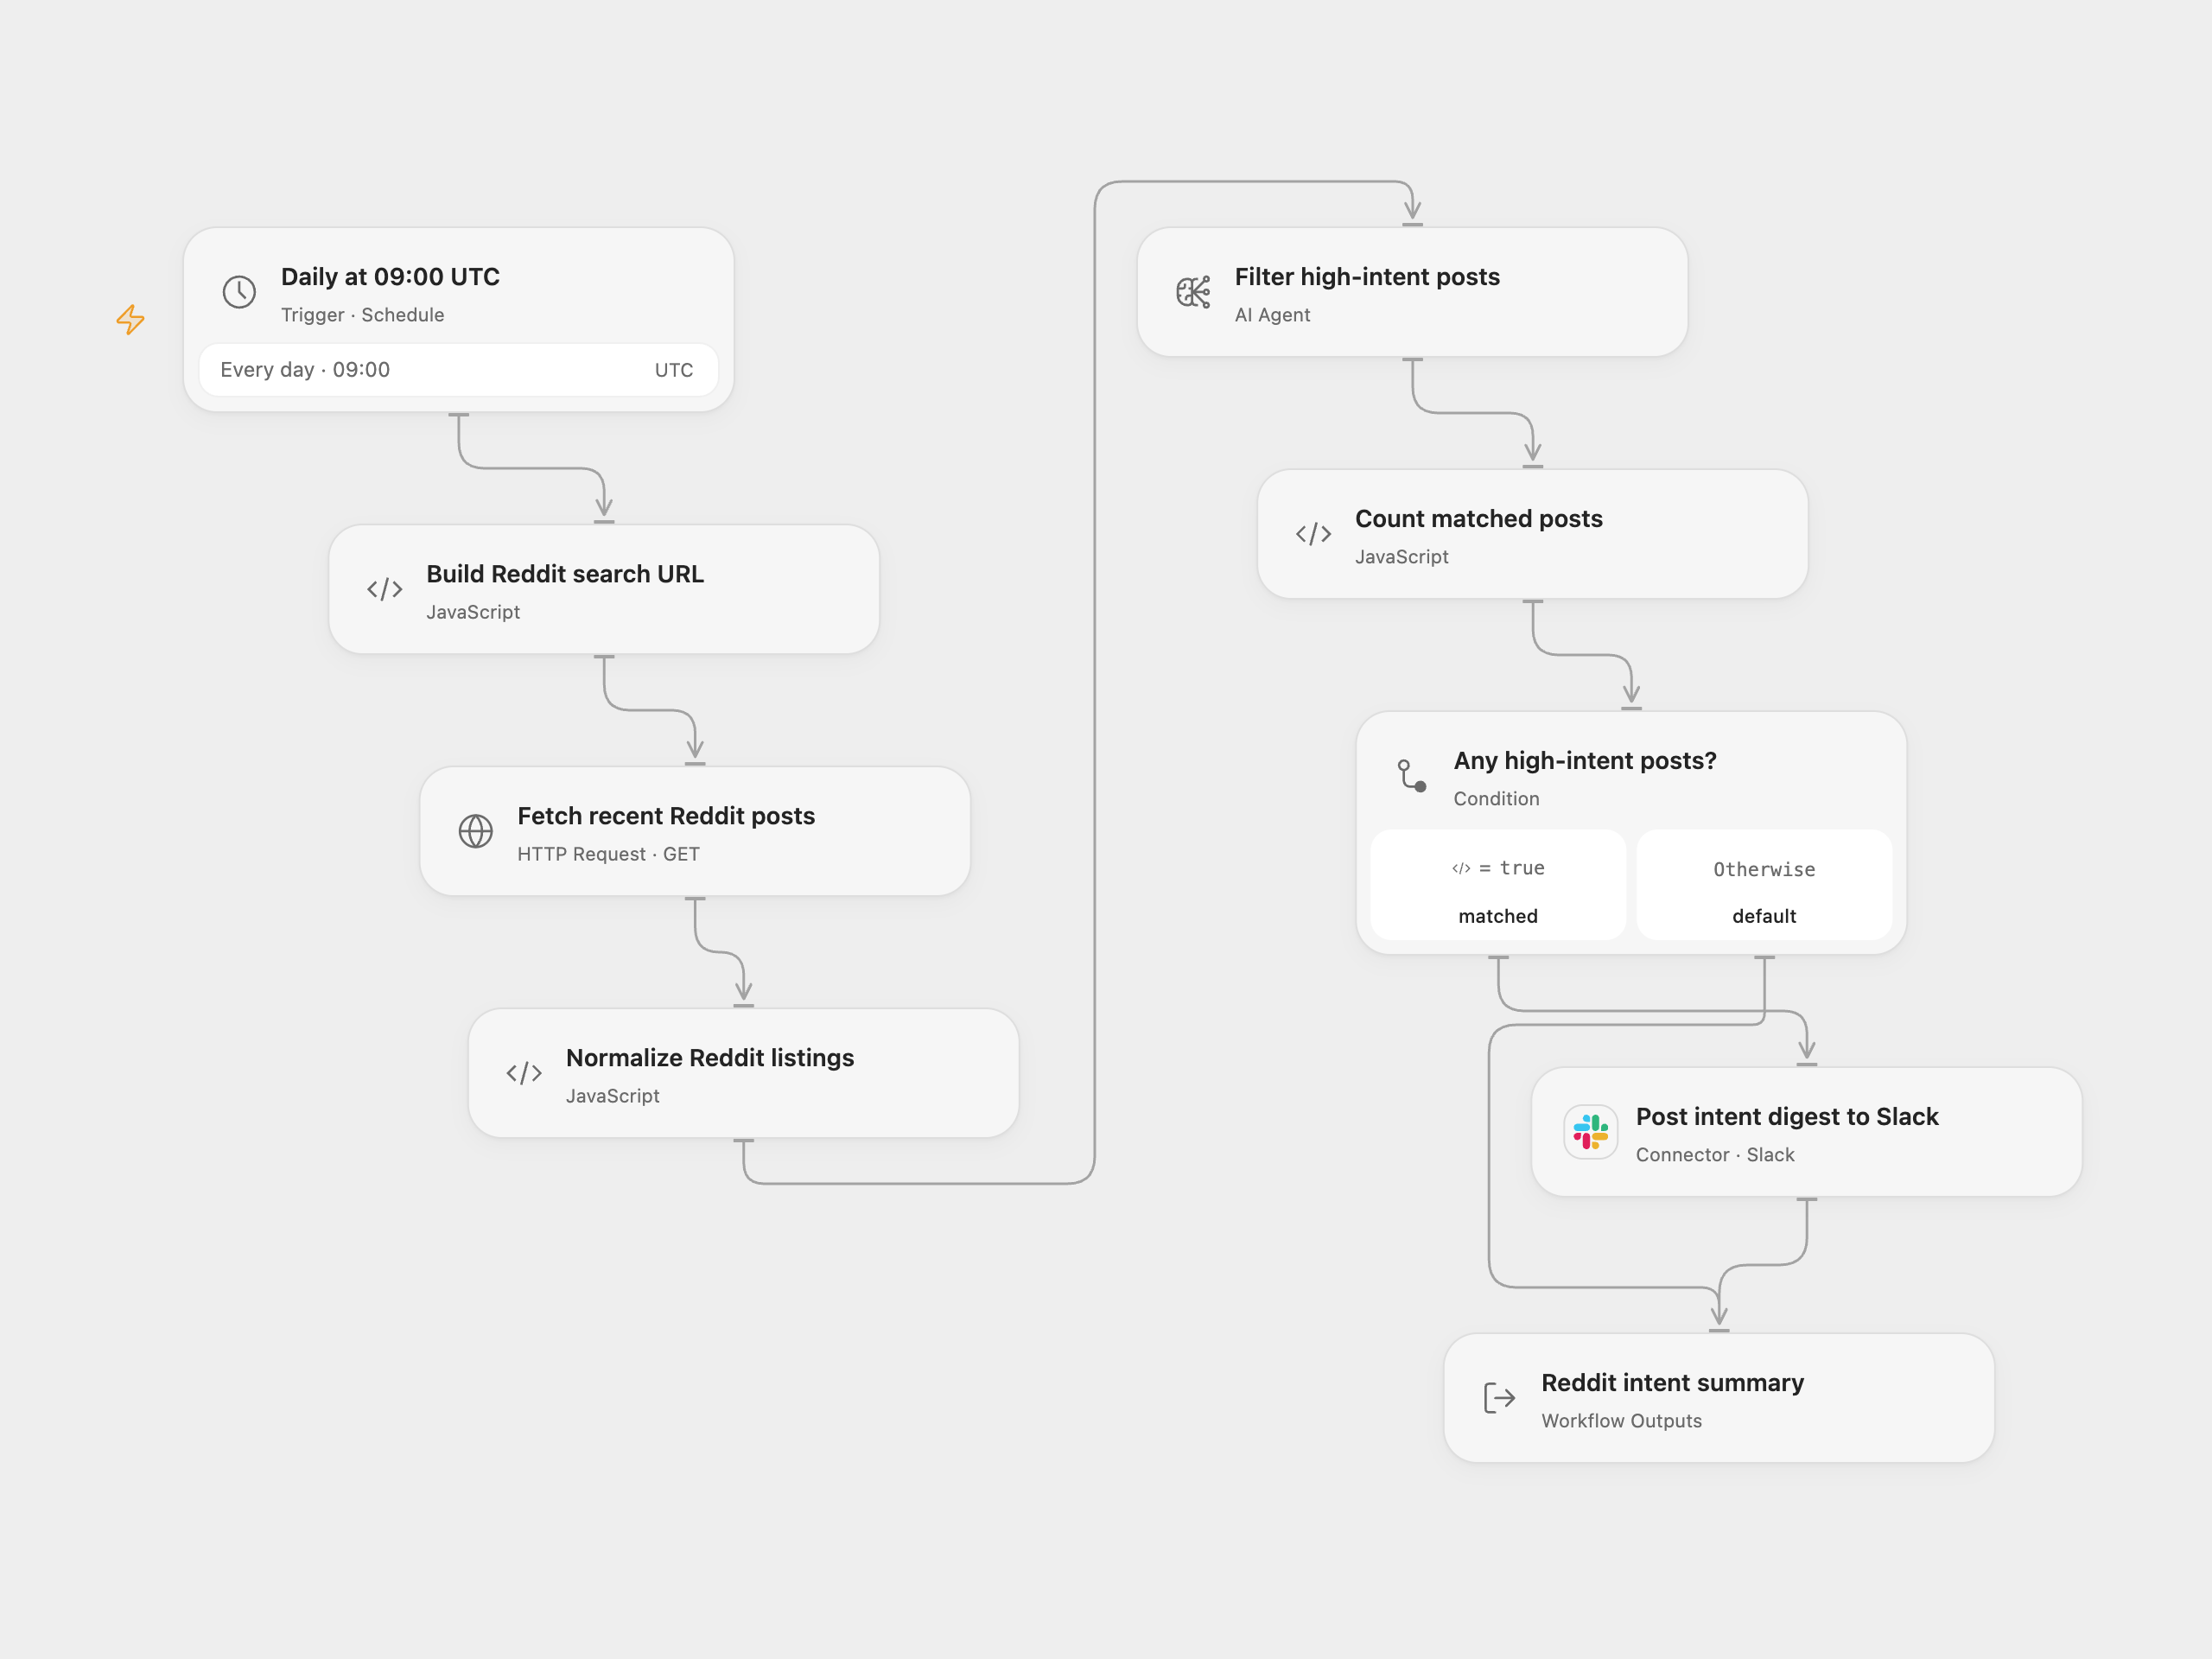 Daily at 09:00 UTC
Trigger · Schedule
Every day · 09:00 UTC
Build Reddit search URL
JavaScript
Fetch recent Reddit posts
HTTP Request · GET
Normalize Reddit listings
JavaScript
Filter high-intent posts
AI Agent
Count matched posts
JavaScript
Any high-intent posts?
Condition
</> = true
matched
Otherwise
default
Post intent digest to Slack
Connector · Slack
Reddit intent summary
Workflow Outputs